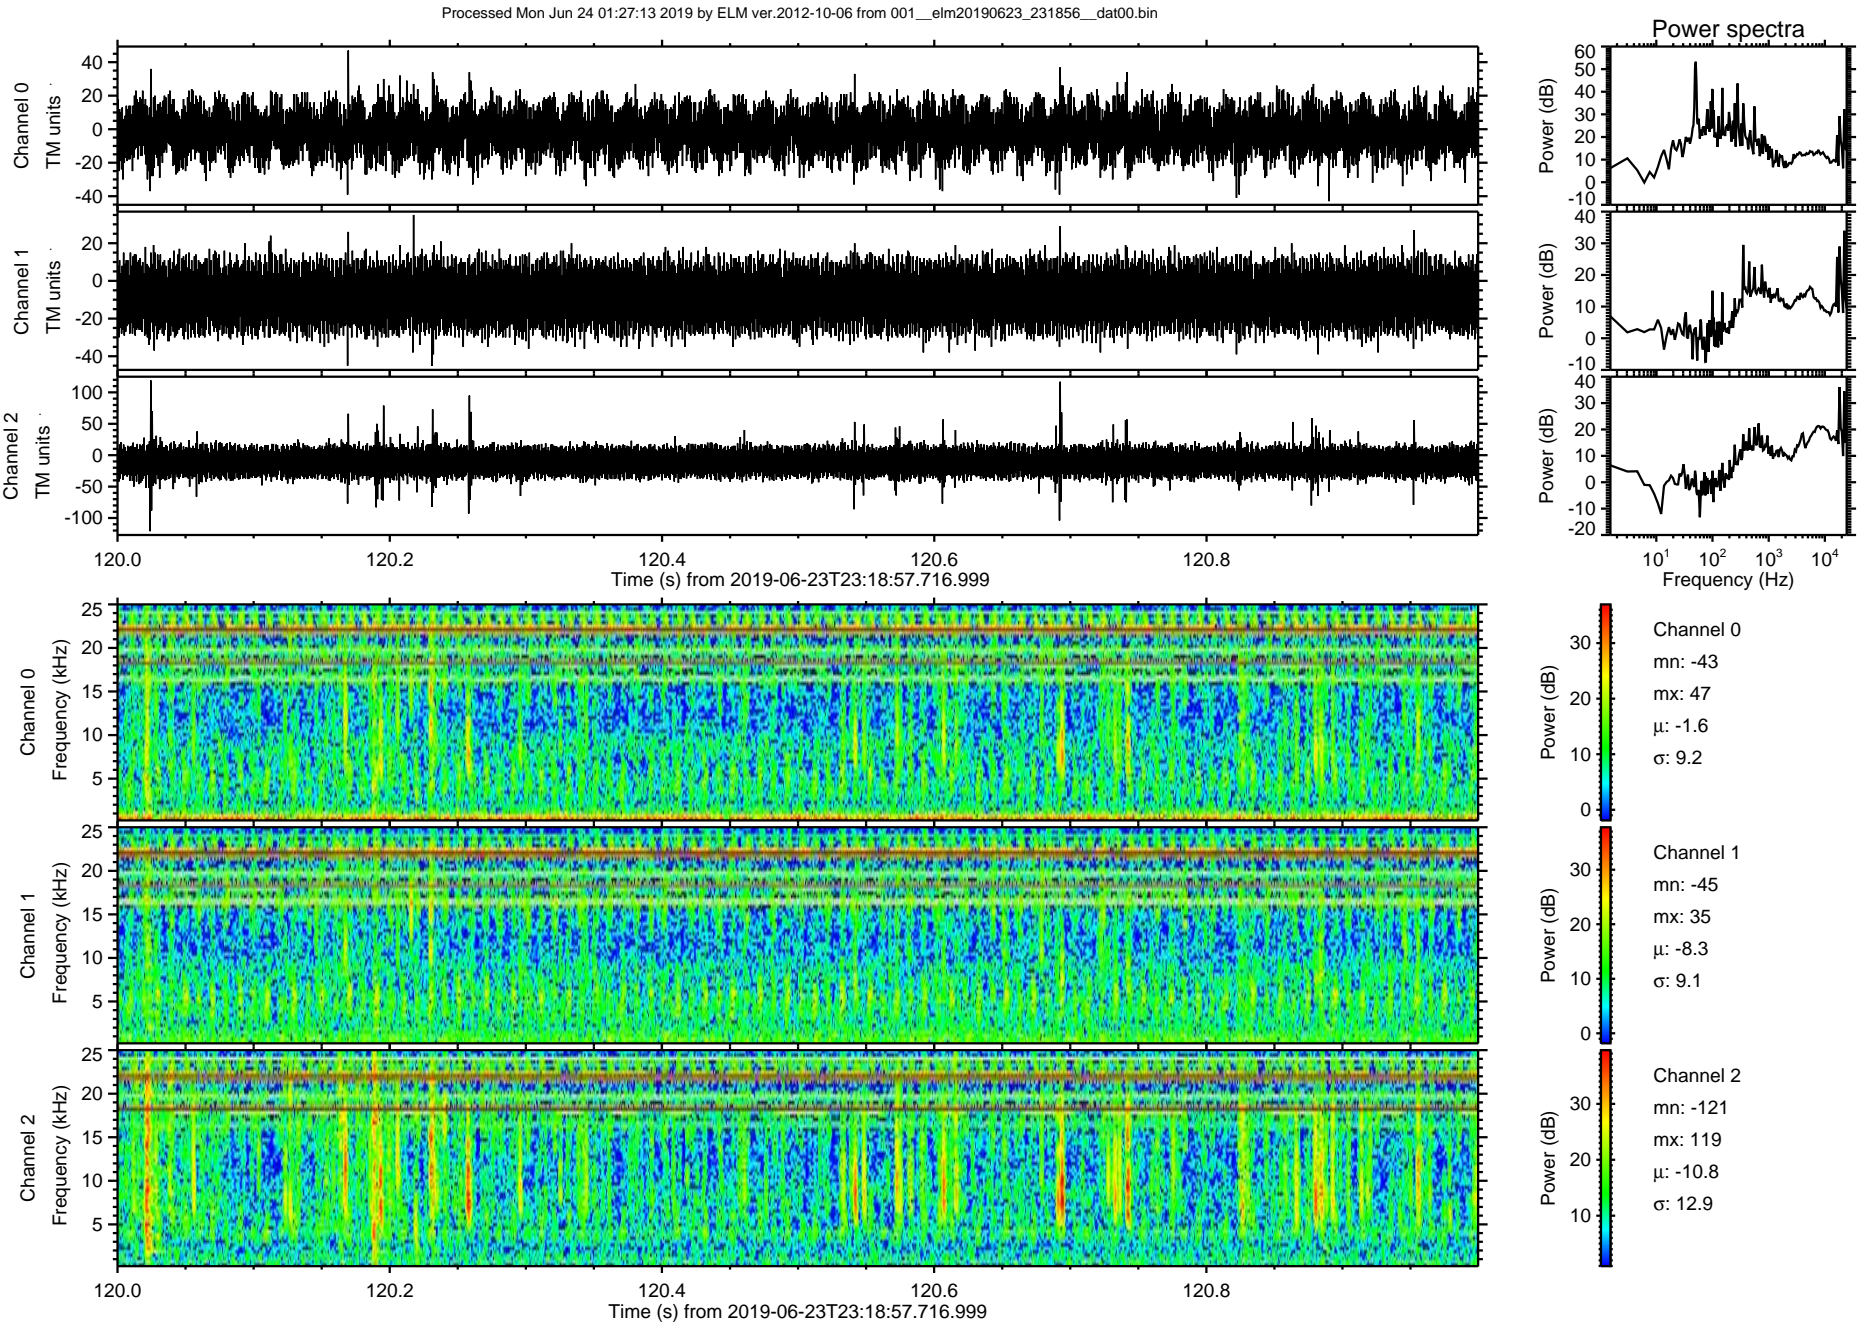 Processed Mon Jun 24 01:27:13 2019 by ELM ver.2012-10-06 from 001__elm20190623_231856__dat00.bin
Power spectra
Channel 0
TM units
40
20
0
-20
-40
Power (dB)
60
50
40
30
20
10
0
-10
Channel 1
TM units
20
0
-20
-40
Power (dB)
40
30
20
10
0
-10
Channel 2
TM units
100
50
0
-50
-100
Power (dB)
40
30
20
10
0
-10
-20
120.0 120.2 120.4 120.6 120.8
Time (s) from 2019-06-23T23:18:57.716.999
10^1 10^2 10^3 10^4
Frequency (Hz)
Channel 0
Frequency (kHz)
25
20
15
10
5
Power (dB)
30
20
10
0
Channel 0
mn: -43
mx: 47
μ: -1.6
σ: 9.2
Channel 1
Frequency (kHz)
25
20
15
10
5
Power (dB)
30
20
10
0
Channel 1
mn: -45
mx: 35
μ: -8.3
σ: 9.1
Channel 2
Frequency (kHz)
25
20
15
10
5
Power (dB)
30
20
10
Channel 2
mn: -121
mx: 119
μ: -10.8
σ: 12.9
120.0 120.2 120.4 120.6 120.8
Time (s) from 2019-06-23T23:18:57.716.999